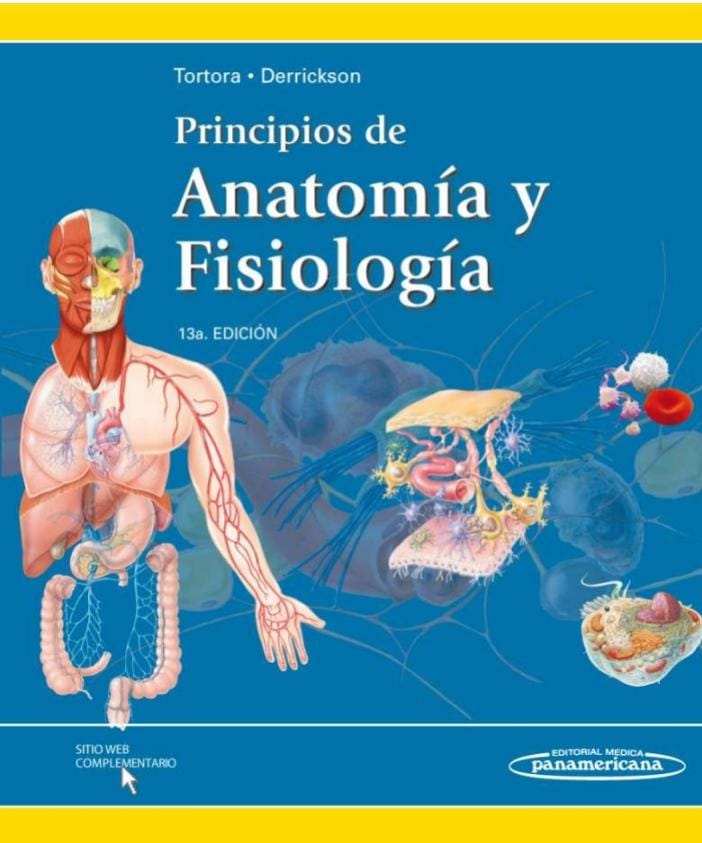 Tortora • Derrickson
Principios de
Anatomía y
Fisiología
13a. EDICIÓN
SITIO WEB
COMPLEMENTARIO
EDITORIAL MEDICA
panamericana